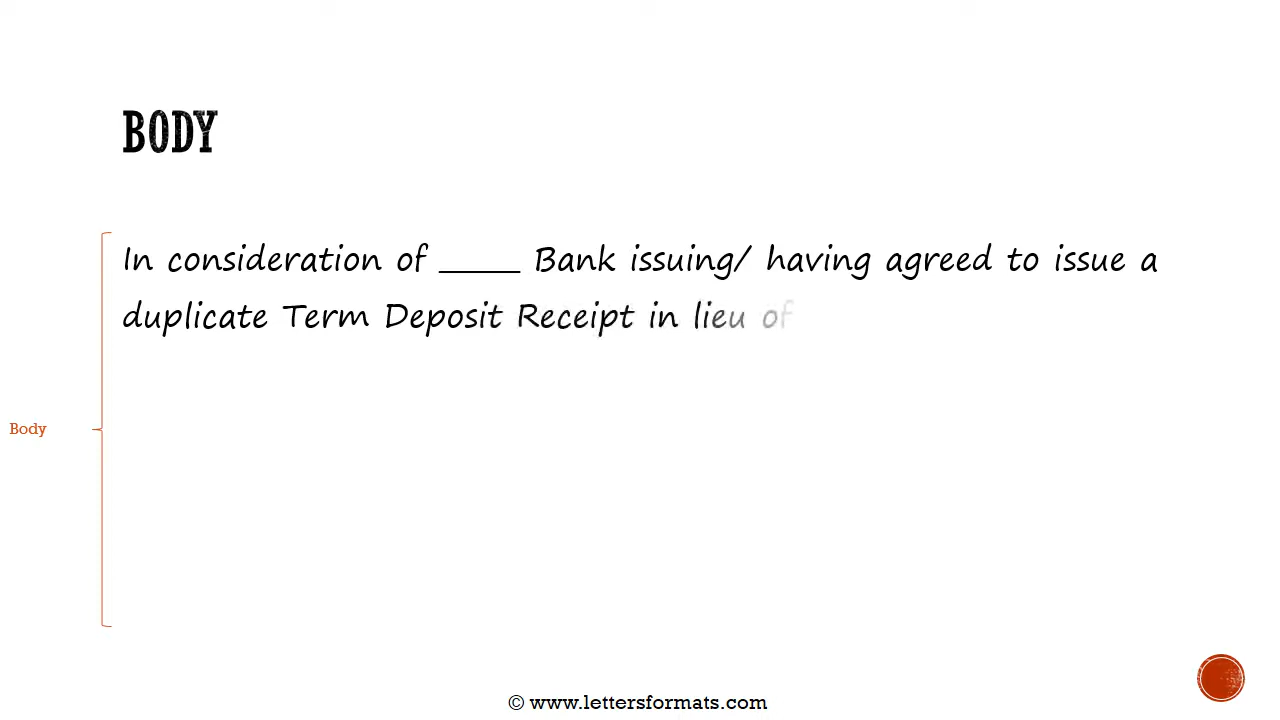 BODY
In consideration of _____ Bank issuing/ having agreed to issue a
duplicate Term Deposit Receipt in lieu of
Body
© www.lettersformats.com